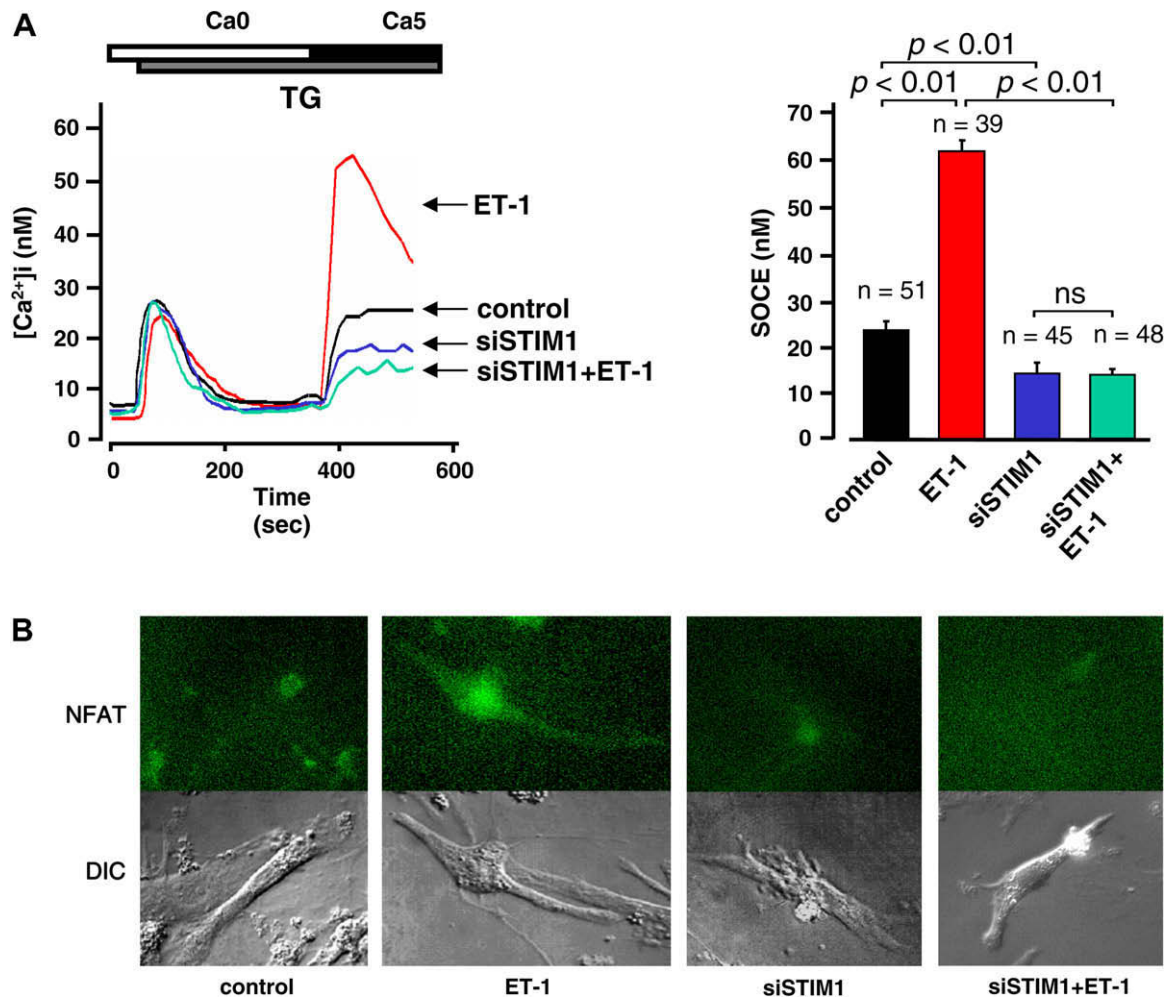 A
Ca0 Ca5
TG
[Ca²⁺]i (nM)
60
50
40
30
20
10
0
0 200 400 600
Time
(sec)
ET-1
control
siSTIM1
siSTIM1+ET-1
p < 0.01
p < 0.01 p < 0.01
SOCE (nM)
70
60
50
40
30
20
10
0
n = 39
n = 51
ns
n = 45 n = 48
control
ET-1
siSTIM1
siSTIM1+
ET-1
B
NFAT
DIC
control ET-1 siSTIM1 siSTIM1+ET-1